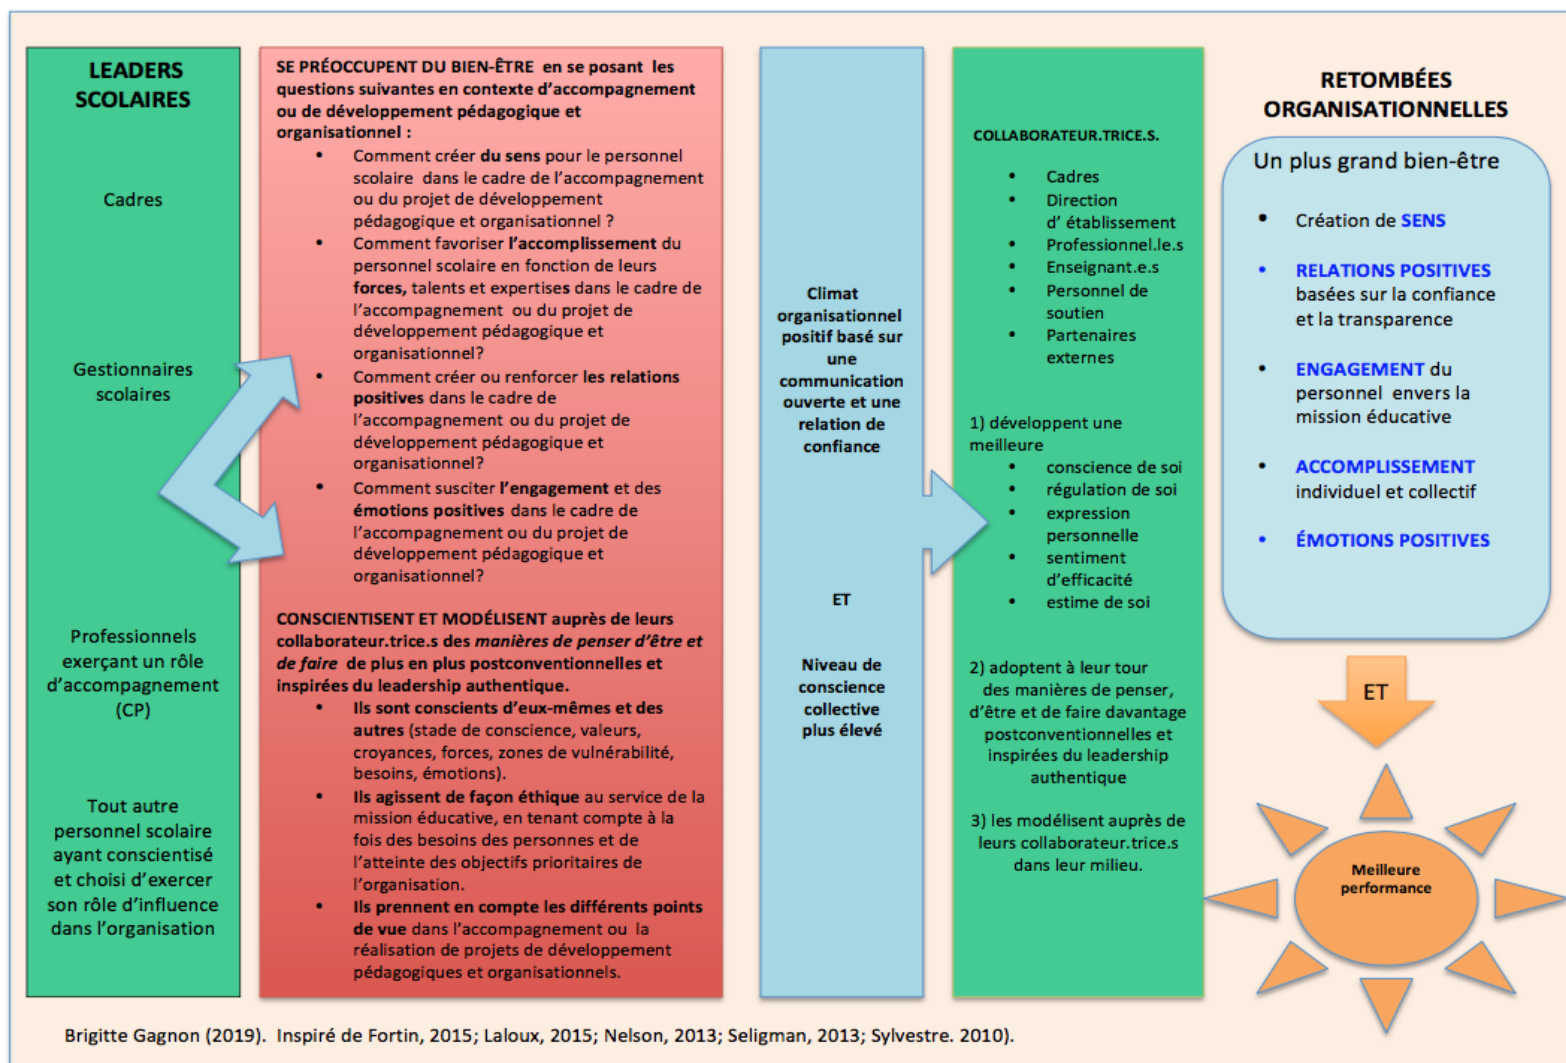 LEADERS
SCOLAIRES
Cadres
Gestionnaires
scolaires
Professionnels
exerçant un rôle
d'accompagnement
(CP)
Tout autre
personnel scolaire
ayant conscientisé
et choisi d'exercer
son rôle d'influence
dans l'organisation
SE PRÉOCCUPENT DU BIEN-ÊTRE en se posant les
questions suivantes en contexte d'accompagnement
ou de développement pédagogique et
organisationnel :
• Comment créer du sens pour le personnel
scolaire dans le cadre de l'accompagnement
ou du projet de développement
pédagogique et organisationnel ?
• Comment favoriser l'accomplissement du
personnel scolaire en fonction de leurs
forces, talents et expertises dans le cadre de
l'accompagnement ou du projet de
développement pédagogique et
organisationnel?
• Comment créer ou renforcer les relations
positives dans le cadre de
l'accompagnement ou du projet de
développement pédagogique et
organisationnel?
• Comment susciter l'engagement et des
émotions positives dans le cadre de
l'accompagnement ou du projet de
développement pédagogique et
organisationnel?
CONSCIENTISENT ET MODÉLISENT auprès de leurs
collaborateur.trice.s des manières de penser d'être et
de faire de plus en plus postconventionnelles et
inspirées du leadership authentique.
• Ils sont conscients d'eux-mêmes et des
autres (stade de conscience, valeurs,
croyances, forces, zones de vulnérabilité,
besoins, émotions).
• Ils agissent de façon éthique au service de la
mission éducative, en tenant compte à la
fois des besoins des personnes et de
l'atteinte des objectifs prioritaires de
l'organisation.
• Ils prennent en compte les différents points
de vue dans l'accompagnement ou la
réalisation de projets de développement
pédagogiques et organisationnels.
Climat
organisationnel
positif basé sur
une
communication
ouverte et une
relation de
confiance
ET
Niveau de
conscience
collective
plus élevé
COLLABORATEUR.TRICE.S.
• Cadres
• Direction
d' établissement
• Professionnel.le.s
• Enseignant.e.s
• Personnel de
soutien
• Partenaires
externes
1) développent une
meilleure
• conscience de soi
• régulation de soi
• expression
personnelle
• sentiment
d'efficacité
• estime de soi
2) adoptent à leur tour
des manières de penser,
d'être et de faire davantage
postconventionnelles et
inspirées du leadership
authentique
3) les modélisent auprès de
leurs collaborateur.trice.s
dans leur milieu.
RETOMBÉES
ORGANISATIONNELLES
Un plus grand bien-être
• Création de SENS
• RELATIONS POSITIVES
basées sur la confiance
et la transparence
• ENGAGEMENT du
personnel envers la
mission éducative
• ACCOMPLISSEMENT
individuel et collectif
• ÉMOTIONS POSITIVES
ET
Meilleure
performance
Brigitte Gagnon (2019). Inspiré de Fortin, 2015; Laloux, 2015; Nelson, 2013; Seligman, 2013; Sylvestre. 2010).